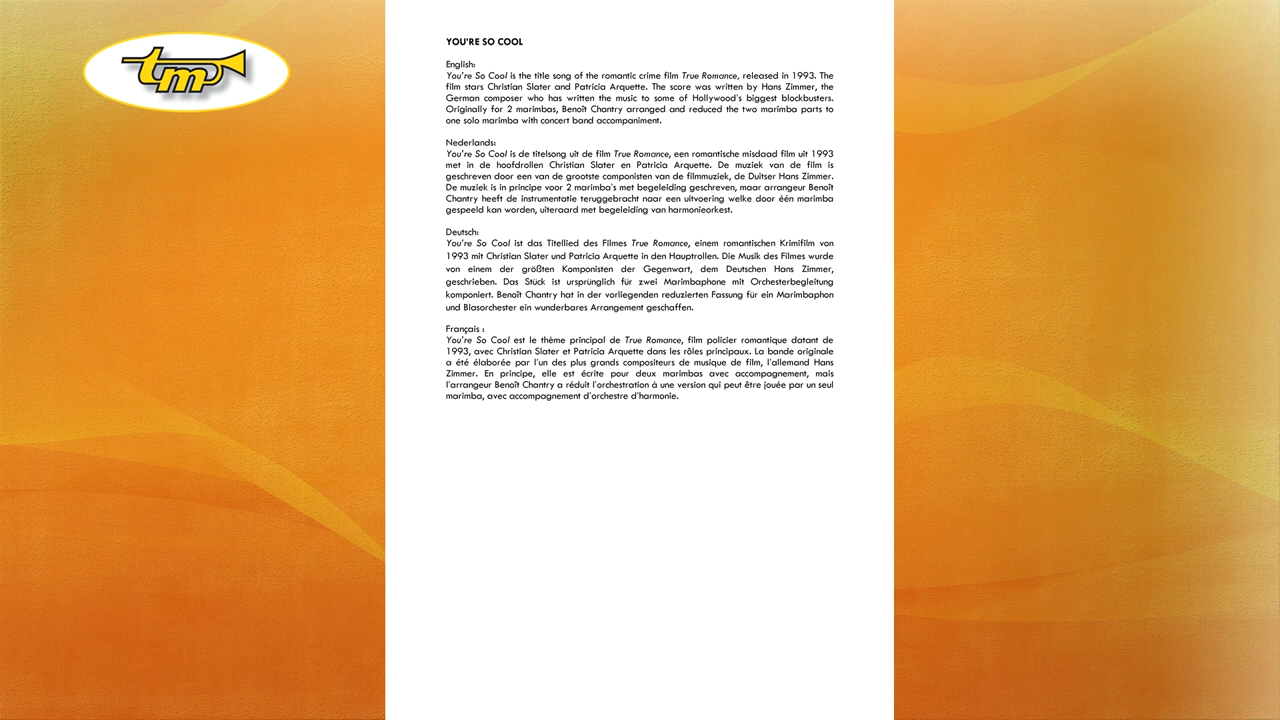 tm
YOU'RE SO COOL
English:
You're So Cool is the title song of the romantic crime film True Romance, released in 1993. The
film stars Christian Slater and Patricia Arquette. The score was written by Hans Zimmer, the
German composer who has written the music to some of Hollywood's biggest blockbusters.
Originally for 2 marimbas, Benoît Chantry arranged and reduced the two marimba parts to
one solo marimba with concert band accompaniment.
Nederlands:
You're So Cool is de titelsong uit de film True Romance, een romantische misdaad film uit 1993
met in de hoofdrollen Christian Slater en Patricia Arquette. De muziek van de film is
geschreven door een van de grootste componisten van de filmmuziek, de Duitser Hans Zimmer.
De muziek is in principe voor 2 marimba's met begeleiding geschreven, maar arrangeur Benoît
Chantry heeft de instrumentatie teruggebracht naar een uitvoering welke door één marimba
gespeeld kan worden, uiteraard met begeleiding van harmonieorkest.
Deutsch:
You're So Cool ist das Titellied des Filmes True Romance, einem romantischen Krimifilm von
1993 mit Christian Slater und Patricia Arquette in den Hauptrollen. Die Musik des Filmes wurde
von einem der größten Komponisten der Gegenwart, dem Deutschen Hans Zimmer,
geschrieben. Das Stück ist ursprünglich für zwei Marimbaphone mit Orchesterbegleitung
komponiert. Benoît Chantry hat in der vorliegenden reduzierten Fassung für ein Marimbaphon
und Blasorchester ein wunderbares Arrangement geschaffen.
Français :
You're So Cool est le thème principal de True Romance, film policier romantique datant de
1993, avec Christian Slater et Patricia Arquette dans les rôles principaux. La bande originale
a été élaborée par l'un des plus grands compositeurs de musique de film, l'allemand Hans
Zimmer. En principe, elle est écrite pour deux marimbas avec accompagnement, mais
l'arrangeur Benoît Chantry a réduit l'orchestration à une version qui peut être jouée par un seul
marimba, avec accompagnement d'orchestre d'harmonie.